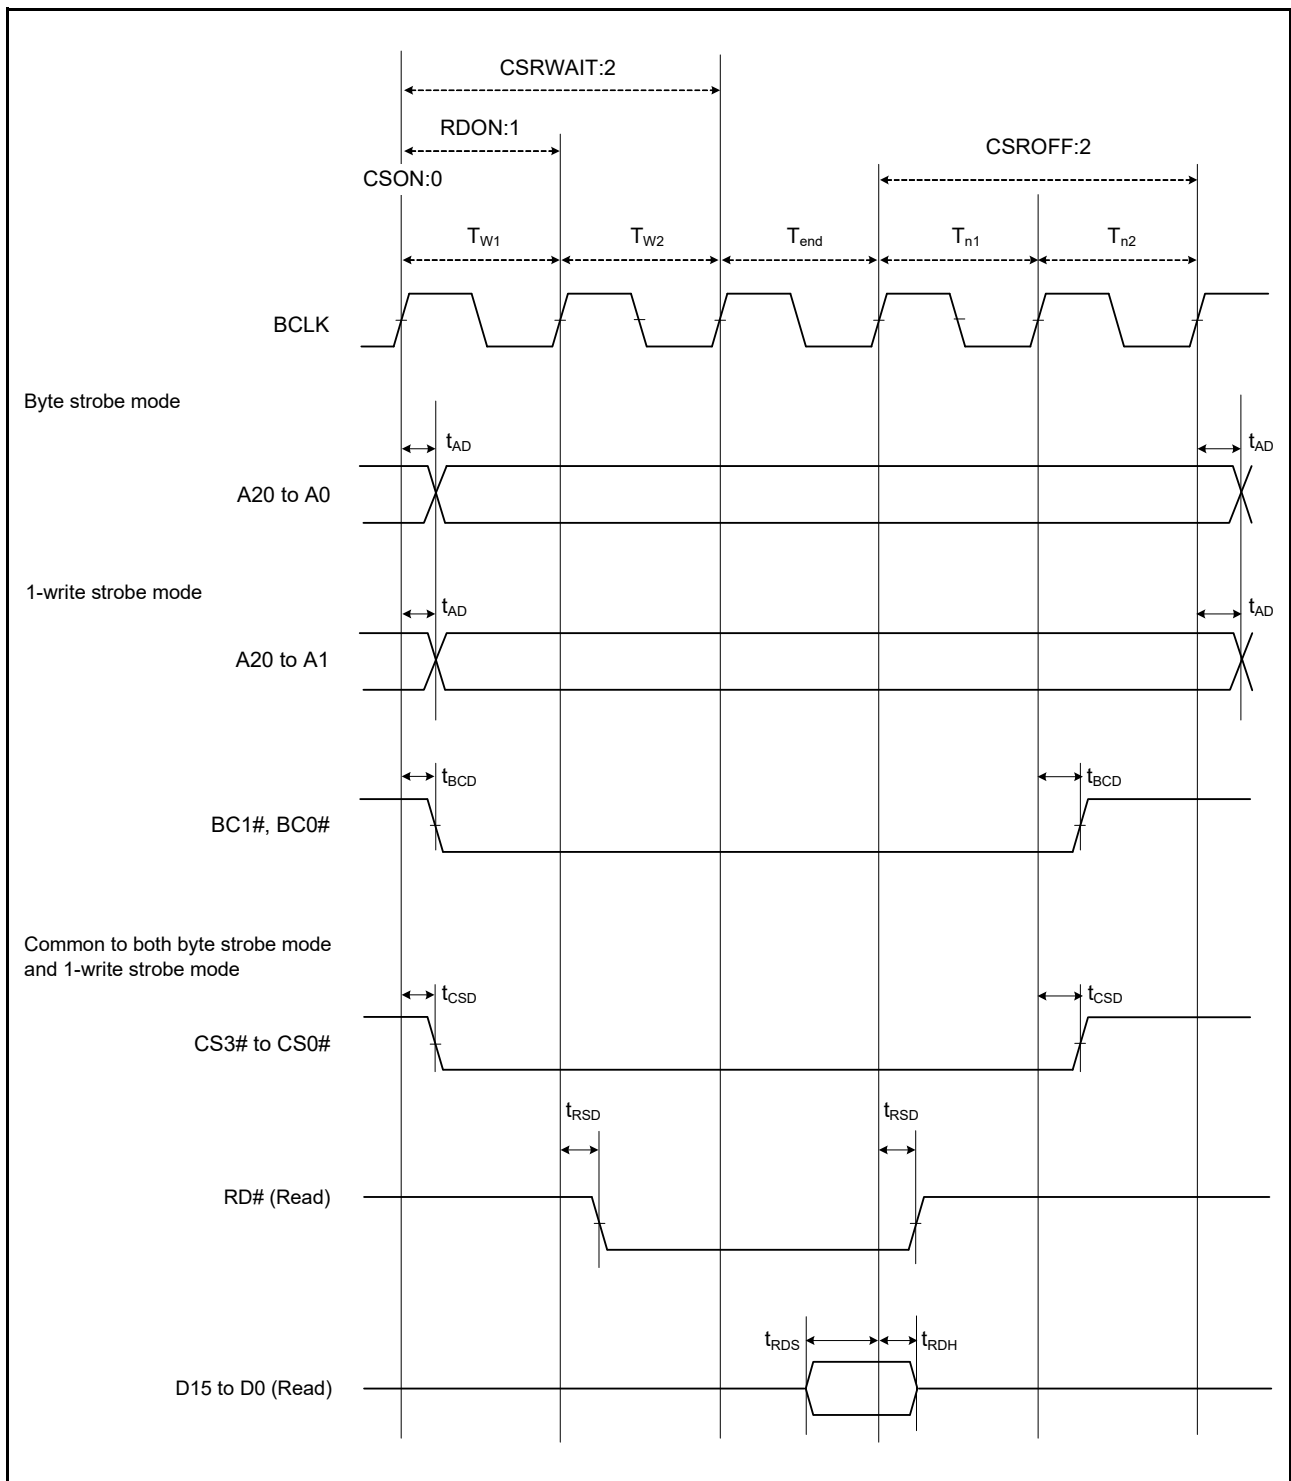 CSRWAIT:2
RDON:1
CSROFF:2
CSON:0
TW1 TW2 Tend Tn1 Tn2
BCLK
Byte strobe mode
tAD tAD
A20 to A0
1-write strobe mode
tAD tAD
A20 to A1
tBCD tBCD
BC1#, BC0#
Common to both byte strobe mode
and 1-write strobe mode
tCSD tCSD
CS3# to CS0#
tRSD tRSD
RD# (Read)
tRDS tRDH
D15 to D0 (Read)